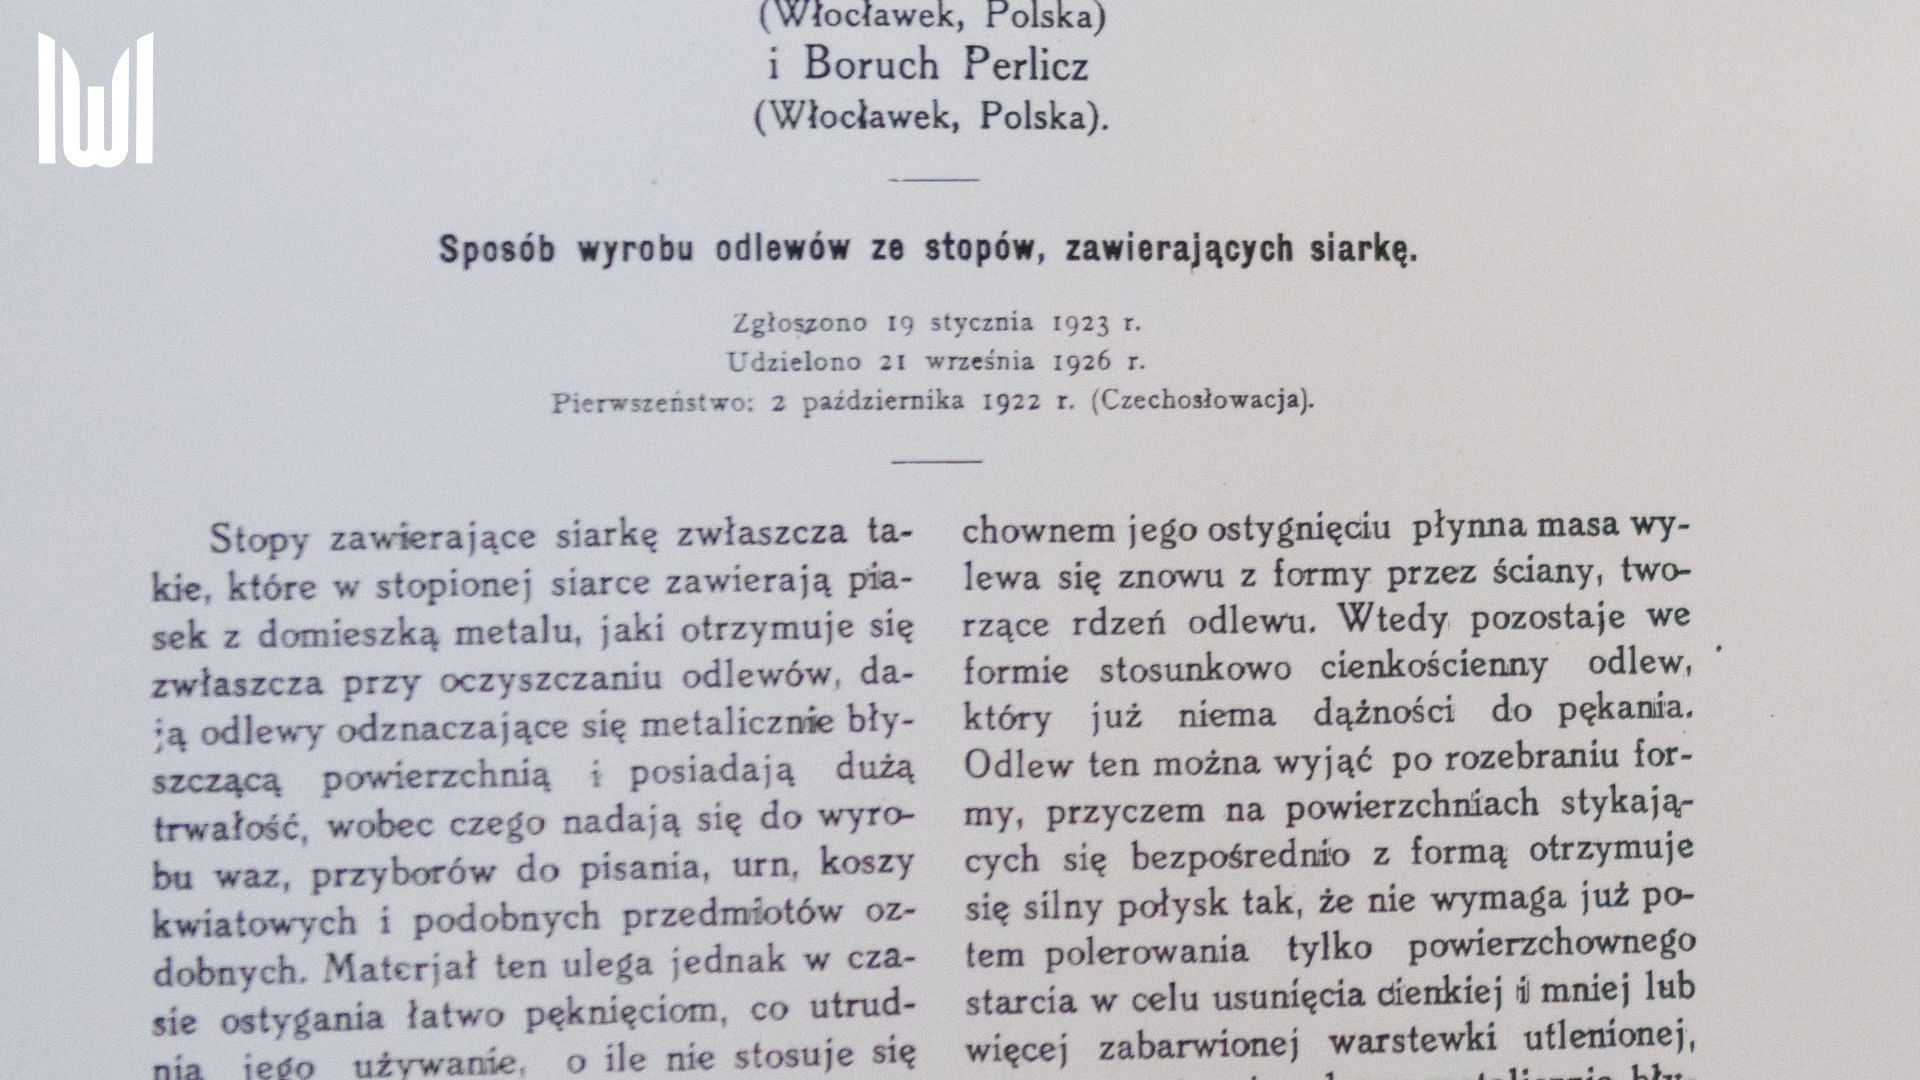 (Włocławek, Polska)
i Boruch Perlicz
(Włocławek, Polska).
Sposób wyrobu odlewów ze stopów, zawierających siarkę.
Zgłoszono 19 stycznia 1923 r.
Udzielono 21 września 1926 r.
Pierwszeństwo: 2 października 1922 r. (Czechosłowacja).
Stopy zawierające siarkę zwłaszcza ta-
kie, które w stopionej siarce zawierają pia-
sek z domieszką metalu, jaki otrzymuje się
zwłaszcza przy oczyszczaniu odlewów, da-
ją odlewy odznaczające się metalicznie bły-
szczącą powierzchnią i posiadają dużą
trwałość, wobec czego nadają się do wyro-
bu waz, przyborów do pisania, urn, koszy
kwiatowych i podobnych przedmiotów oz-
dobnych. Materjał ten ulega jednak w cza-
sie ostygania łatwo pęknięciom, co utrud-
nia jego używanie, o ile nie stosuje się
chownem jego ostygnięciu płynna masa wy-
lewa się znowu z formy przez ściany, two-
rzące rdzeń odlewu. Wtedy pozostaje we
formie stosunkowo cienkościenny odlew,
który już niema dążności do pękania.
Odlew ten można wyjąć po rozebraniu for-
my, przyczem na powierzchniach stykają-
cych się bezpośrednio z formą otrzymuje
się silny połysk tak, że nie wymaga już po-
tem polerowania tylko powierzchownego
starcia w celu usunięcia cienkiej i mniej lub
więcej zabarwionej warstewki utlenionej,